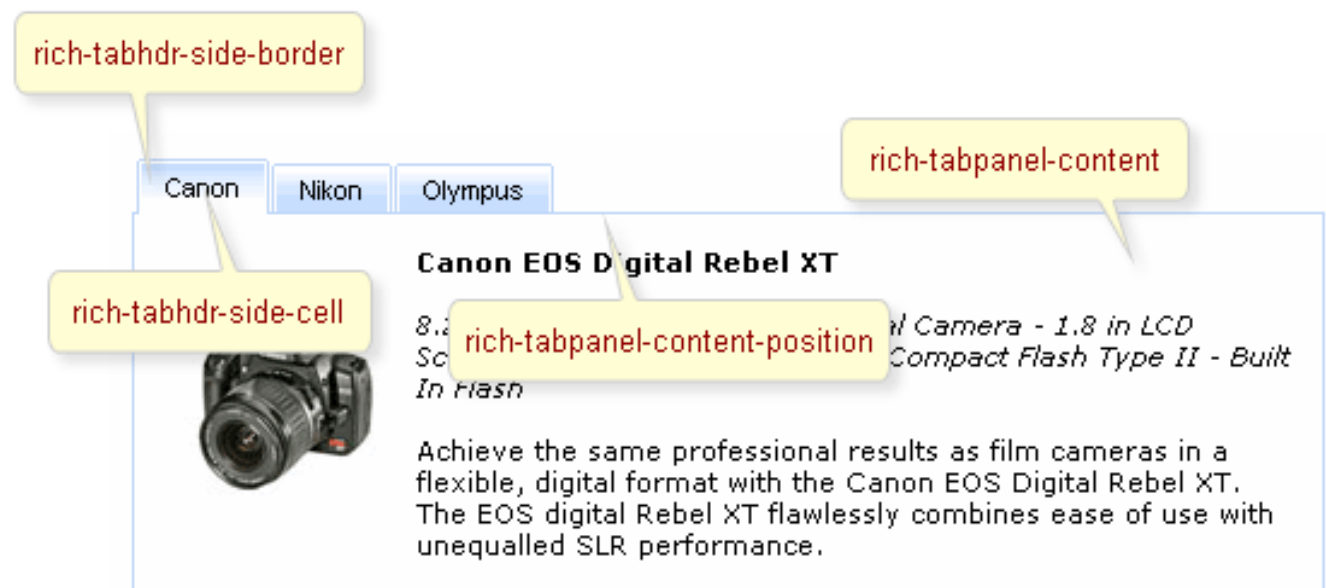 rich-tabhdr-side-border
rich-tabpanel-content
Canon Nikon Olympus
Canon EOS Digital Rebel XT
rich-tabhdr-side-cell
rich-tabpanel-content-position
Camera - 1.8 in LCD
Compact Flash Type II - Built
In Flash
Achieve the same professional results as film cameras in a
flexible, digital format with the Canon EOS Digital Rebel XT.
The EOS digital Rebel XT flawlessly combines ease of use with
unequalled SLR performance.